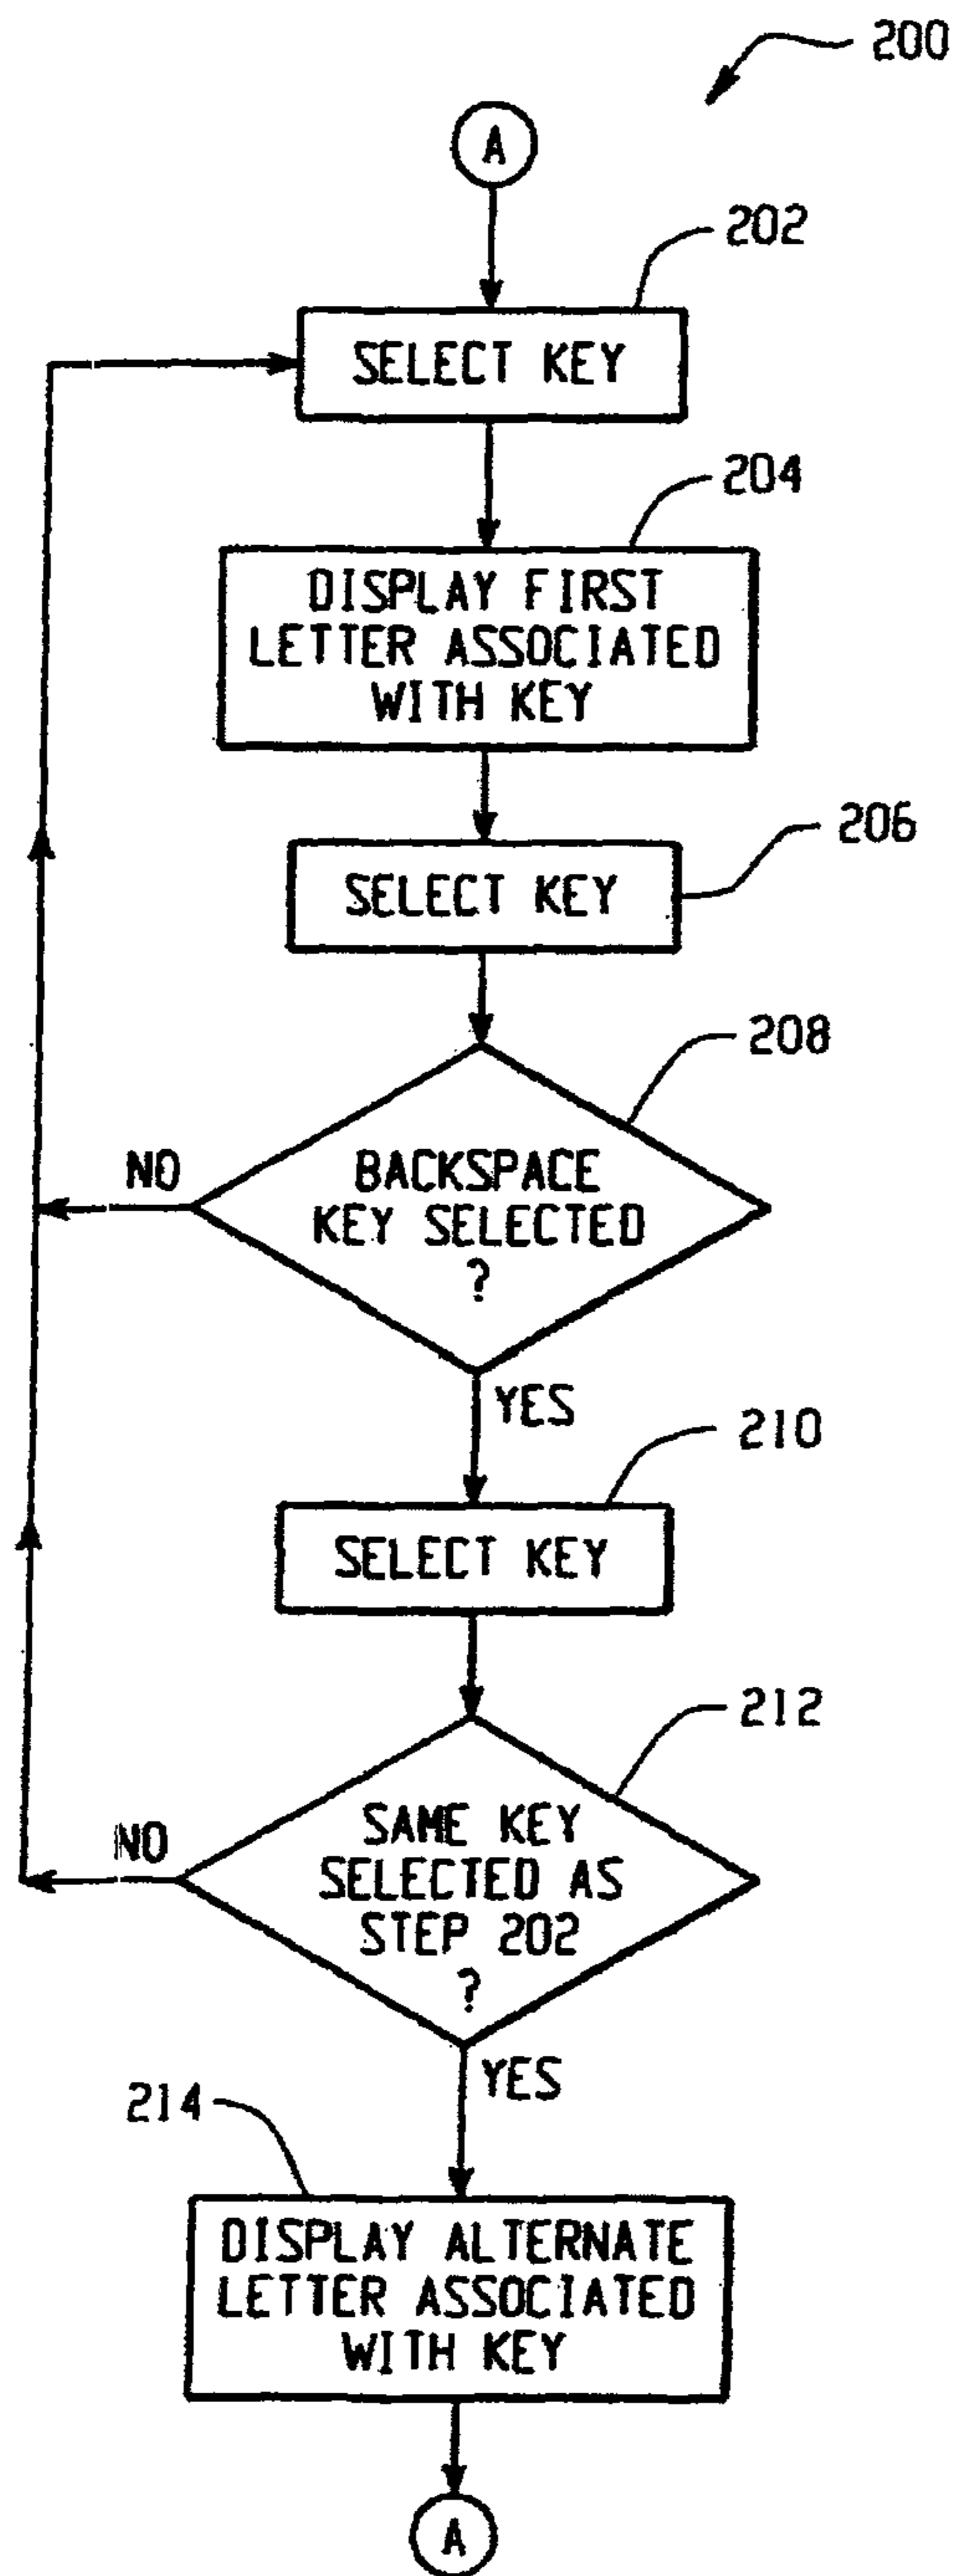 200
A
202
SELECT KEY
204
DISPLAY FIRST
LETTER ASSOCIATED
WITH KEY
206
SELECT KEY
208
BACKSPACE
KEY SELECTED
?
NO
YES
210
SELECT KEY
212
SAME KEY
SELECTED AS
STEP 202
?
NO
YES
214
DISPLAY ALTERNATE
LETTER ASSOCIATED
WITH KEY
A